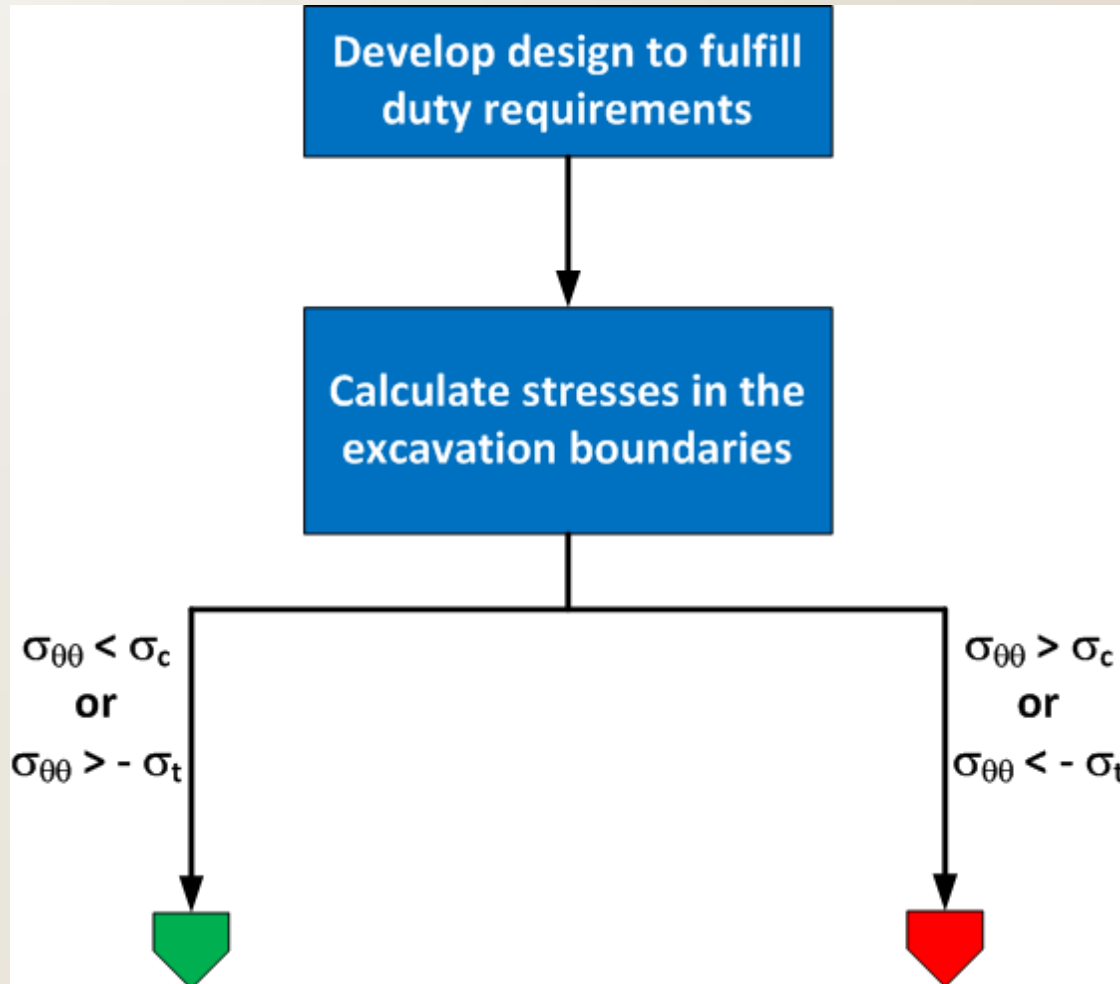 Develop design to fulfill
duty requirements
Calculate stresses in the
excavation boundaries
σθθ < σc
or
σθθ > - σt
σθθ > σc
or
σθθ < - σt